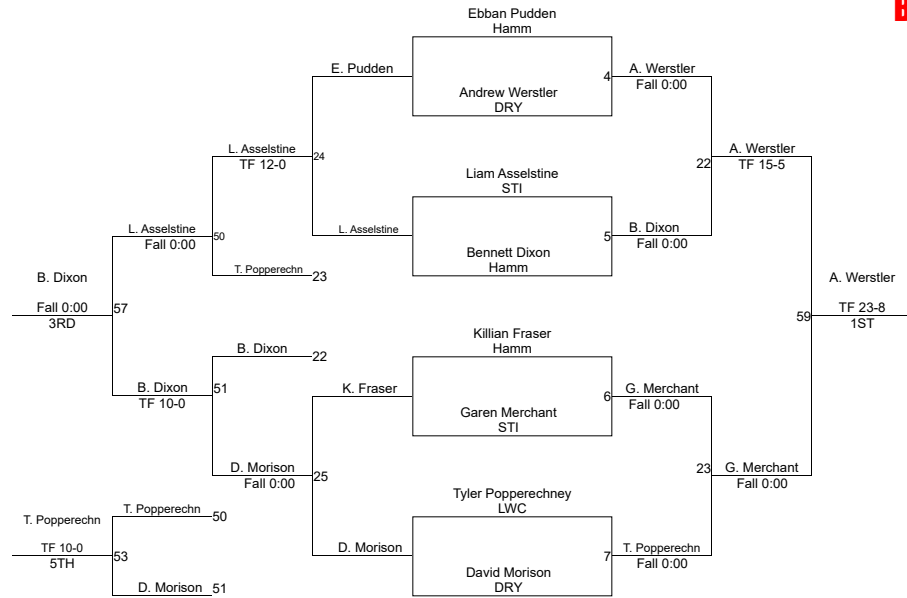 Ebban Pudden
Hamm
E. Pudden
4
A. Werstler
Fall 0:00
Andrew Werstler
DRY
L. Asselstine
TF 12-0
24
22
A. Werstler
TF 15-5
Liam Asselstine
STI
L. Asselstine
Fall 0:00
50
L. Asselstine
5
B. Dixon
Fall 0:00
Bennett Dixon
Hamm
T. Popperechn
23
B. Dixon
Fall 0:00
3RD
57
A. Werstler
59
TF 23-8
1ST
Killian Fraser
Hamm
B. Dixon
22
B. Dixon
TF 10-0
51
K. Fraser
6
G. Merchant
Fall 0:00
Garen Merchant
STI
D. Morison
Fall 0:00
25
23
G. Merchant
Fall 0:00
Tyler Popperechney
LWC
T. Popperechn
T. Popperechn
50
TF 10-0
5TH
53
D. Morison
7
T. Popperechn
Fall 0:00
David Morison
DRY
D. Morison
51